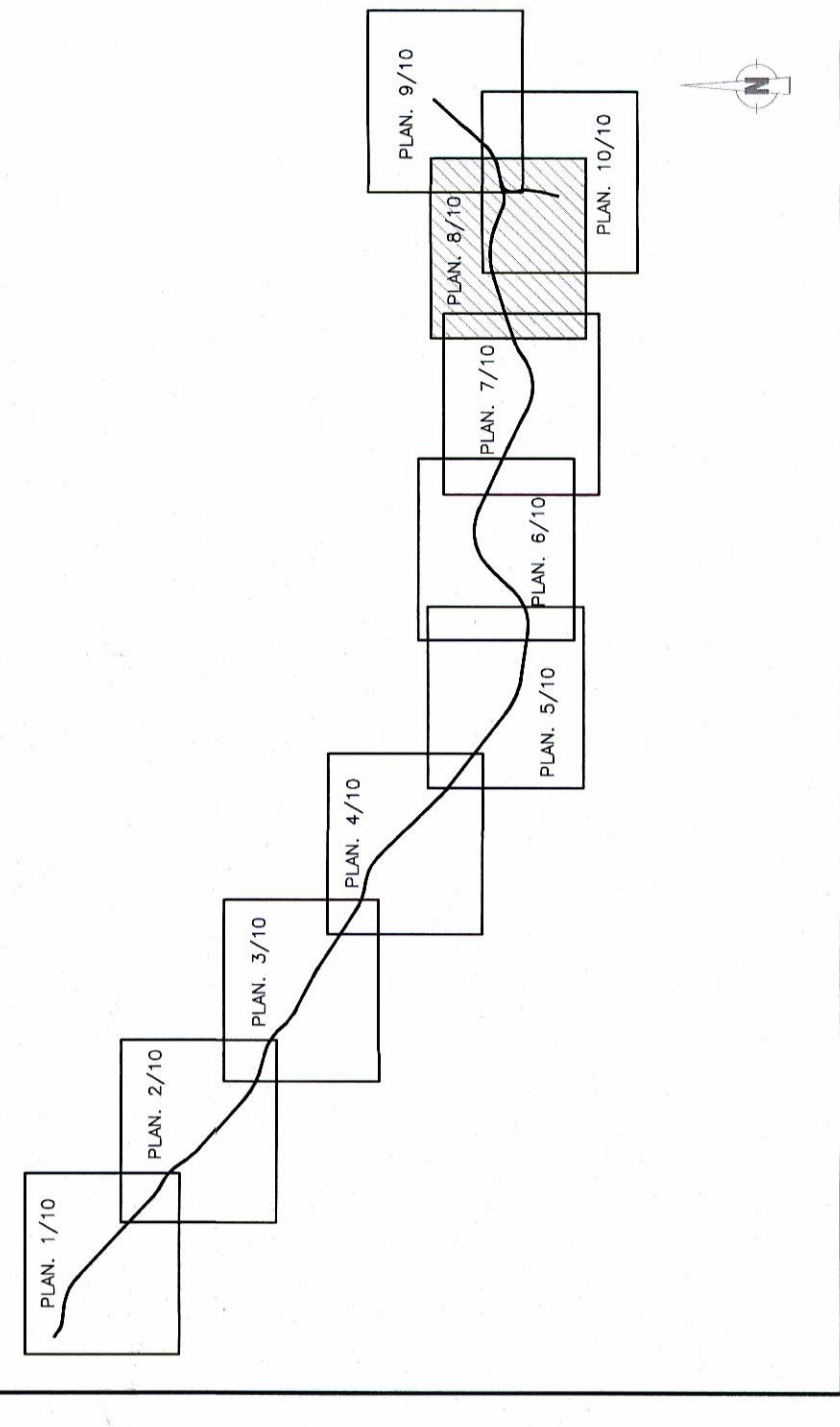 PLAN. 1/10
PLAN. 2/10
PLAN. 3/10
PLAN. 4/10
PLAN. 5/10
PLAN. 6/10
PLAN. 7/10
PLAN. 8/10
PLAN. 9/10
PLAN. 10/10
N